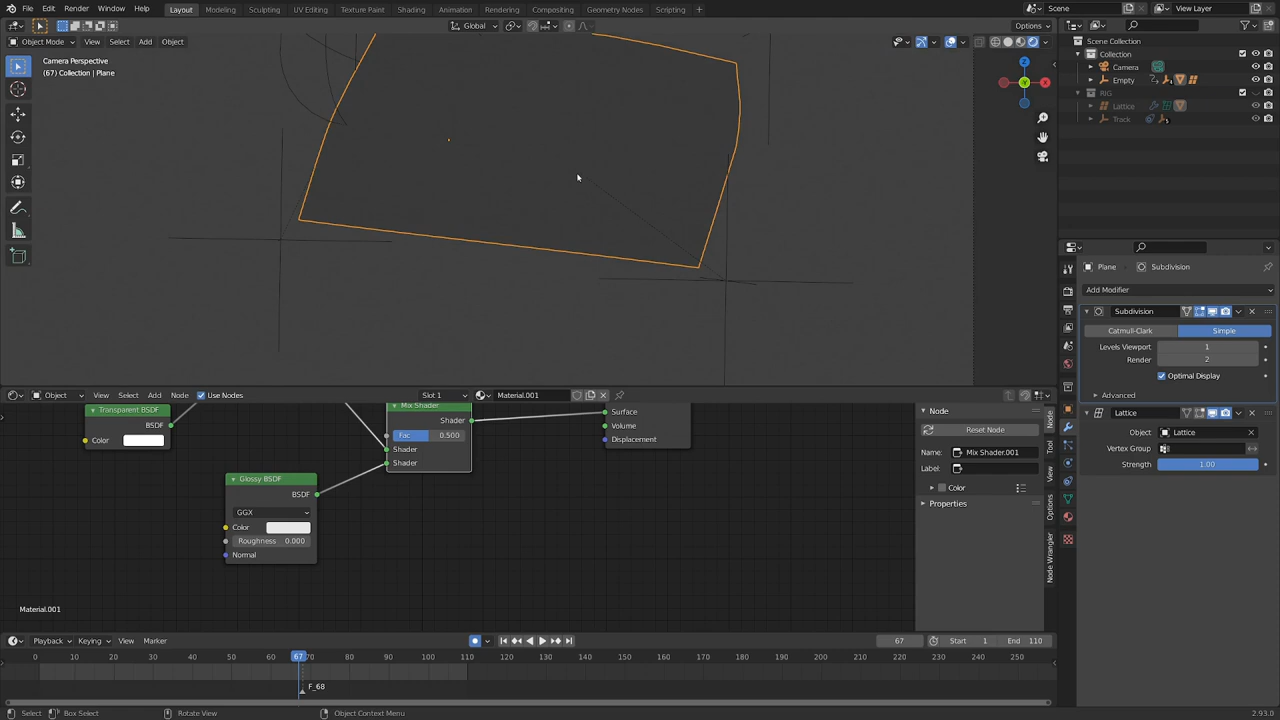 File Edit Render Window Help Layout Modeling Sculpting UV Editing Texture Paint Shading Animation Rendering Compositing Geometry Nodes Scripting Scene View Layer
Global Options
Object Mode View Select Add Object
Camera Perspective
(67) Collection | Plane
Scene Collection
Collection
Camera
Empty
RIG
Lattice
Track
Plane Subdivision
Add Modifier
Subdivision
Catmull-Clark Simple
Levels Viewport 1
Render 2
Optimal Display
Advanced
Lattice
Object Lattice
Vertex Group
Strength 1.00
Object View Select Add Node Use Nodes Slot 1 Material.001
Transparent BSDF
BSDF
Color
Mix Shader
Shader
Fac 0.500
Shader
Shader
Surface
Volume
Displacement
Glossy BSDF
BSDF
GGX
Color
Roughness 0.000
Normal
Material.001
Node
Reset Node
Name: Mix Shader.001
Label:
Color
Properties
Node
Tool
View
Options
Node Wrangler
Playback Keying View Marker 67 Start 1 End 110
0 10 20 30 40 50 67 70 80 90 100 110 120 130 140 150 160 170 180 190 200 210 220 230 240 250
F_68
Select Box Select Rotate View Object Context Menu 2.93.0